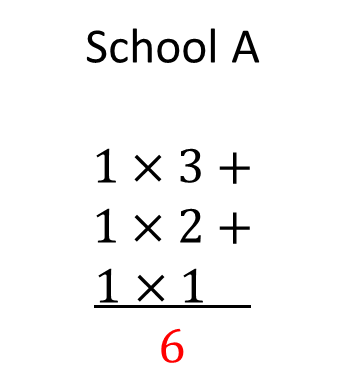 School A
1 × 3 +
1 × 2 +
1 × 1
6